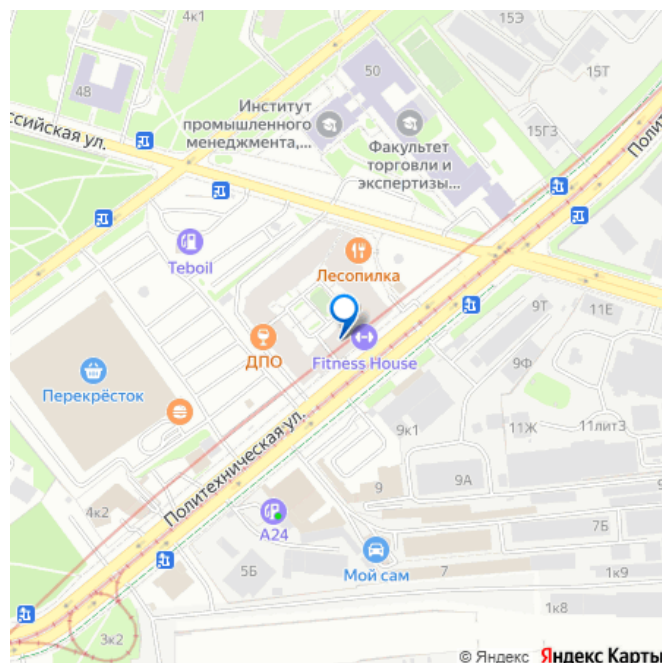 4к1
15Э
50
15Т
48
Институт
промышленного
менеджмента,...
15Г3
ссийская ул.
Факультет
торговли и
экспертизы...
Полит
Teboil
Лесопилка
9Т
11Е
ДПО
Fitness House
9Ф
Перекрёсток
11Ж
11лит3
9к1
Политехническая ул.
9
9А
4к2
А24
7Б
5Б
Мой сам
7
1к9
3к2
1к8
© Яндекс Яндекс Карты